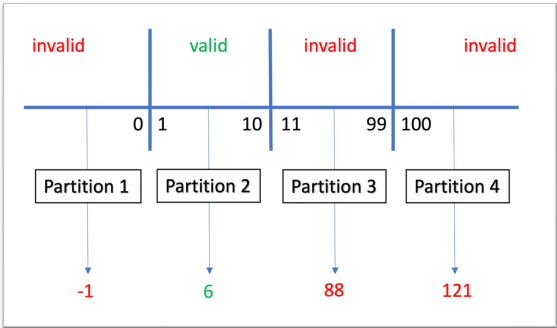 invalid valid invalid invalid
0 1 10 11 99 100
Partition 1 Partition 2 Partition 3 Partition 4
-1 6 88 121